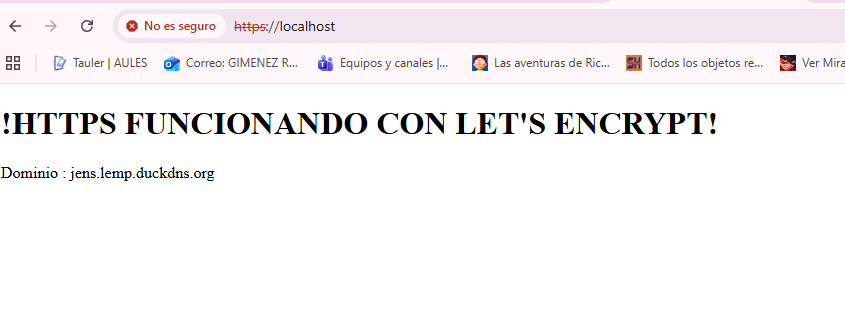 No es seguro https://localhost
Tauler | AULES Correo: GIMENEZ R... Equipos y canales |... Las aventuras de Ric... Todos los objetos re... Ver Mira
!HTTPS FUNCIONANDO CON LET'S ENCRYPT!
Dominio : jens.lemp.duckdns.org